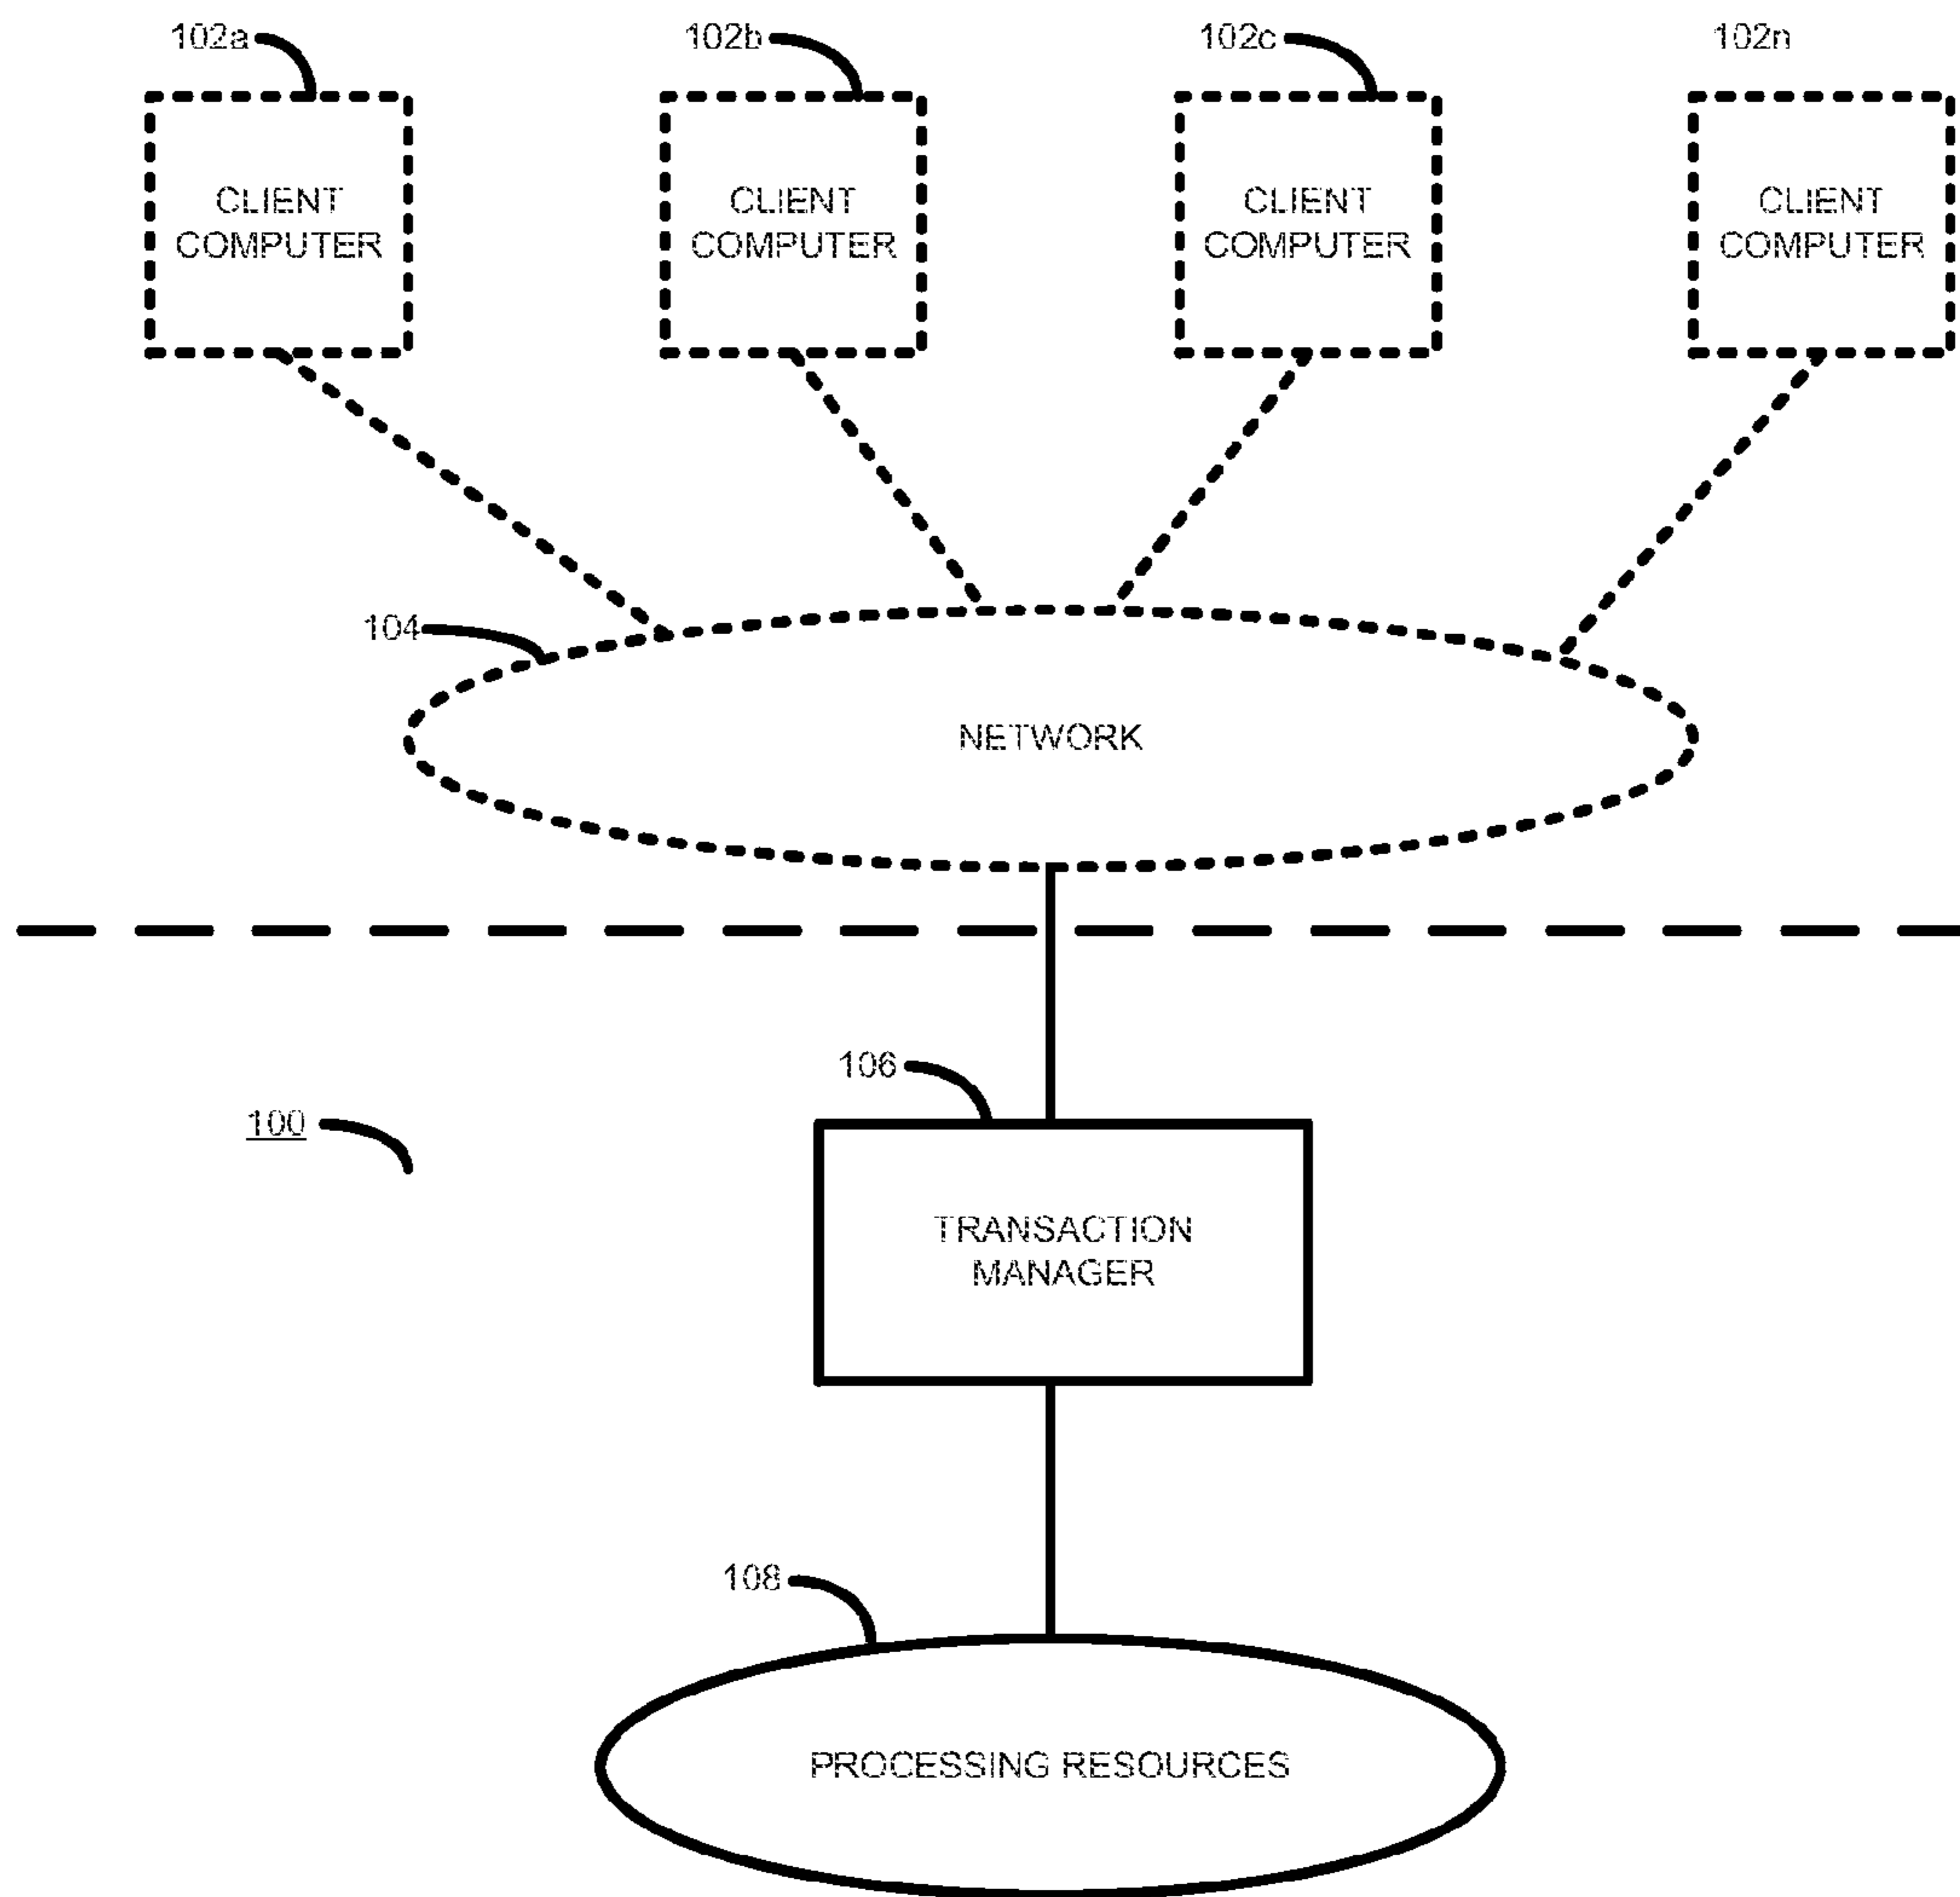 102a 102b 102c 102n
CLIENT CLIENT CLIENT CLIENT
COMPUTER COMPUTER COMPUTER COMPUTER
104
NETWORK
106
100
TRANSACTION
MANAGER
108
PROCESSING RESOURCES